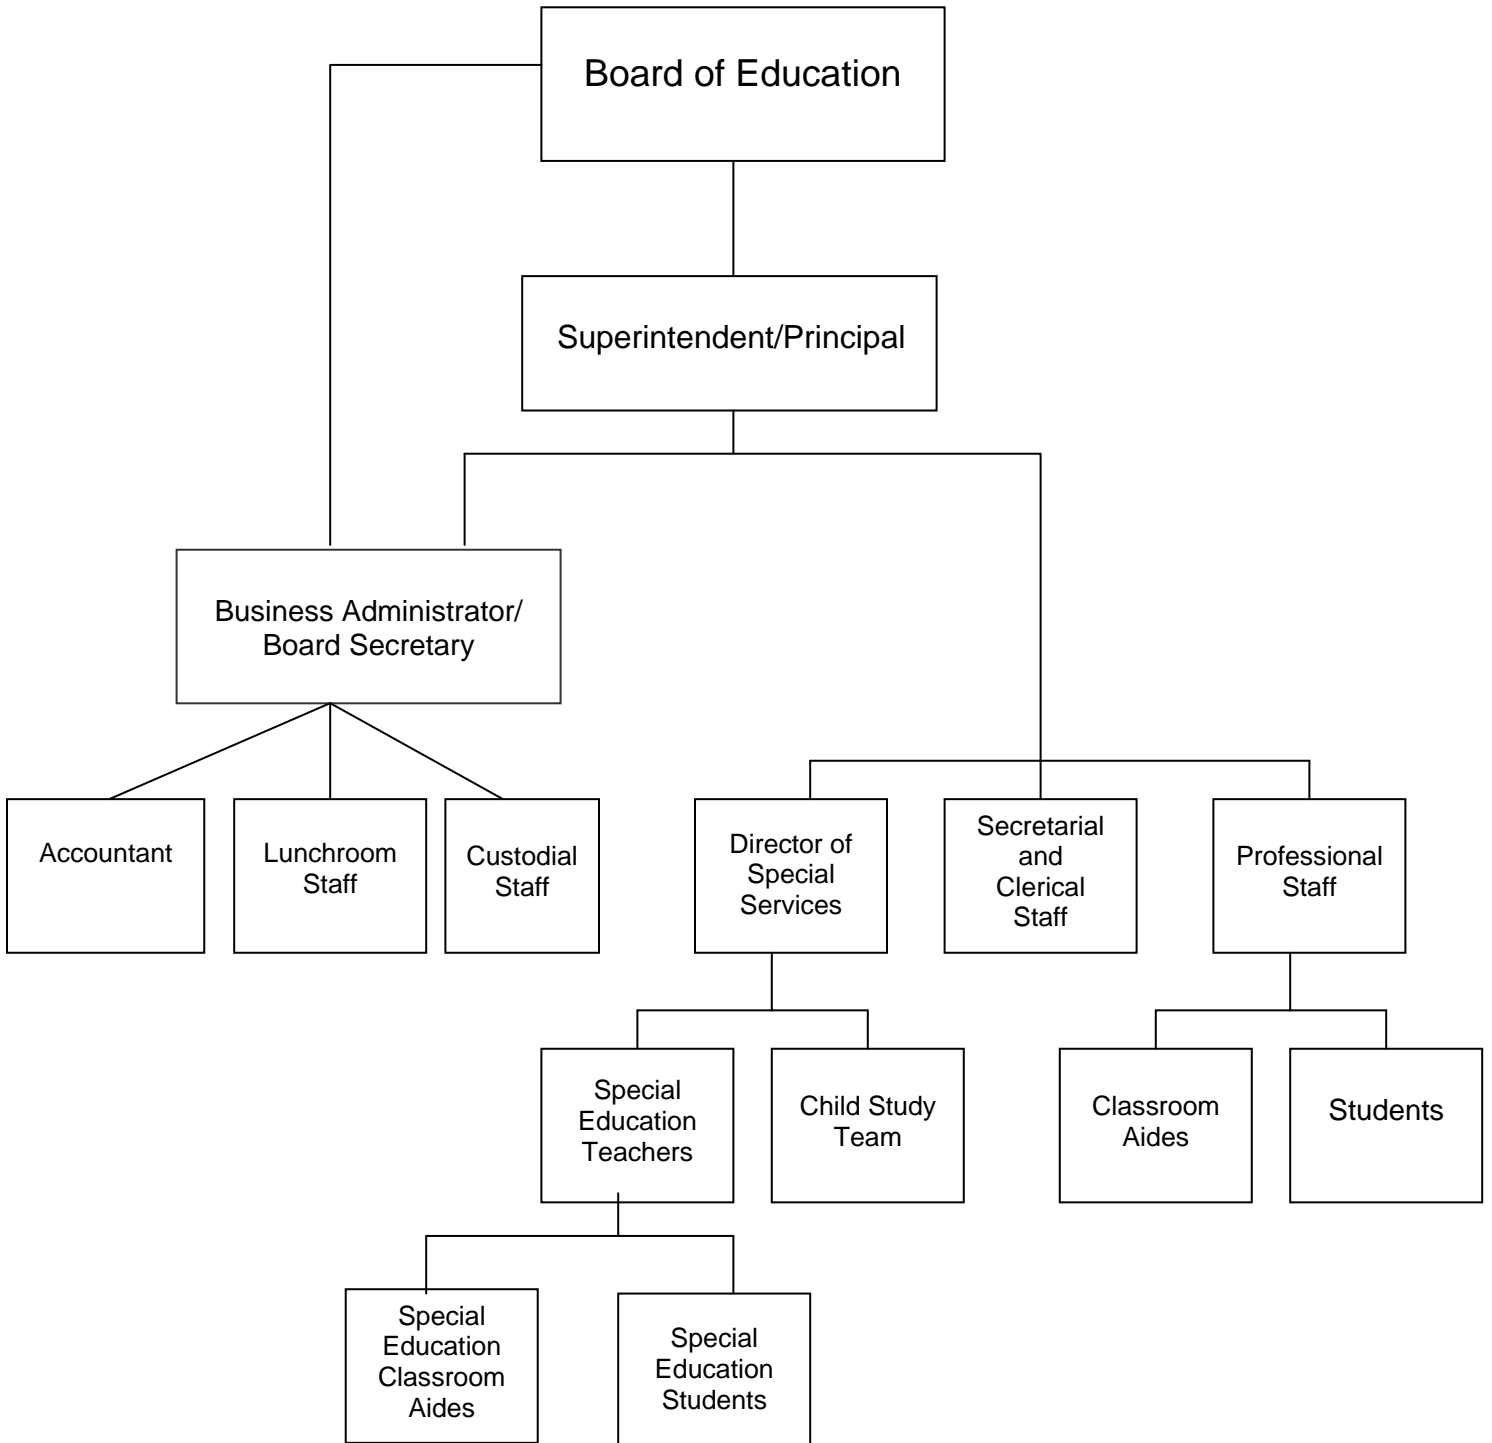 Board of Education
Superintendent/Principal
Business Administrator/
Board Secretary
Accountant
Lunchroom
Staff
Custodial
Staff
Director of
Special
Services
Secretarial
and
Clerical
Staff
Professional
Staff
Special
Education
Teachers
Child Study
Team
Classroom
Aides
Students
Special
Education
Classroom
Aides
Special
Education
Students